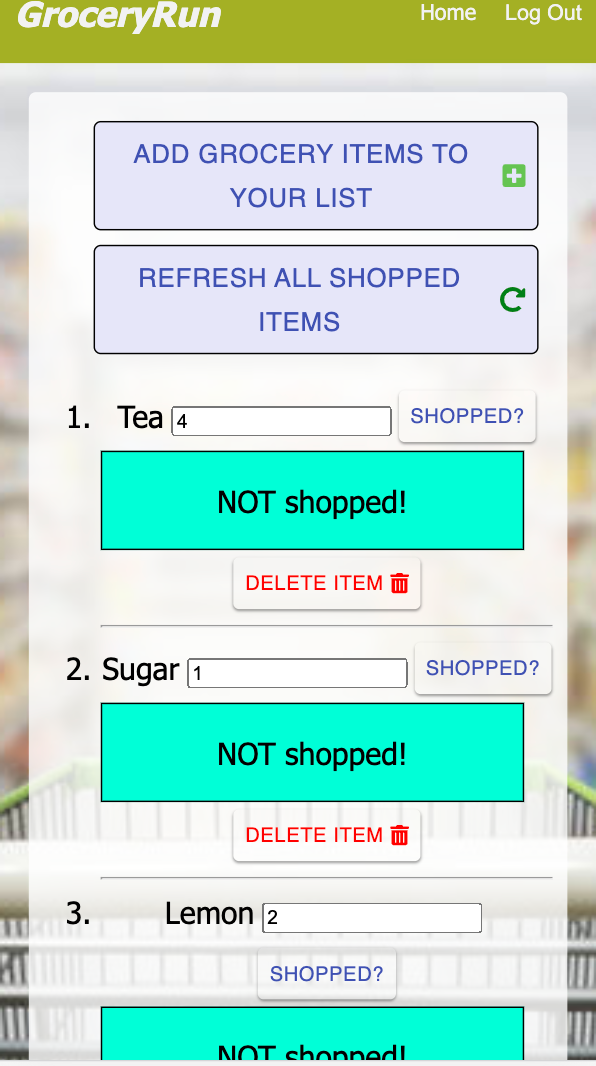 GroceryRun Home Log Out
ADD GROCERY ITEMS TO
YOUR LIST
REFRESH ALL SHOPPED
ITEMS
1. Tea 4 SHOPPED?
NOT shopped!
DELETE ITEM
2. Sugar 1 SHOPPED?
NOT shopped!
DELETE ITEM
3. Lemon 2
SHOPPED?
NOT shopped!